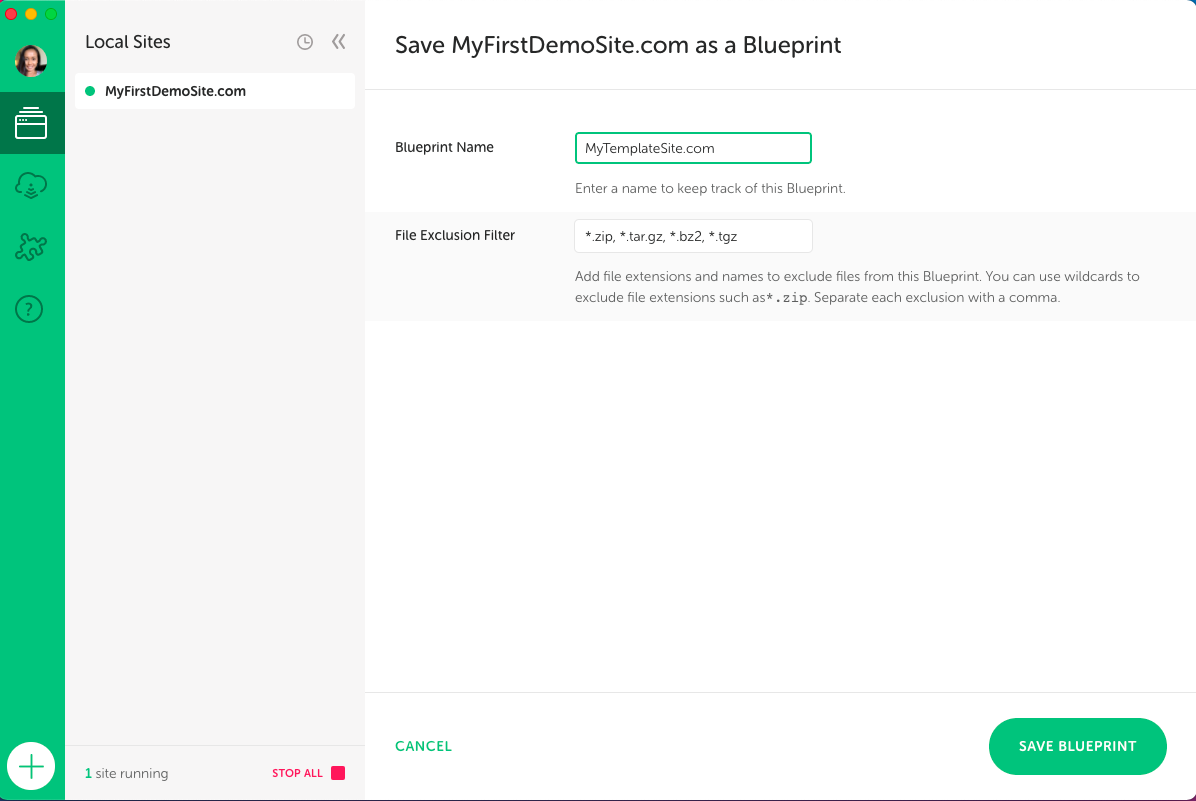 Local Sites
MyFirstDemoSite.com
Save MyFirstDemoSite.com as a Blueprint
Blueprint Name
MyTemplateSite.com
Enter a name to keep track of this Blueprint.
File Exclusion Filter
*.zip, *.tar.gz, *.bz2, *.tgz
Add file extensions and names to exclude files from this Blueprint. You can use wildcards to
exclude file extensions such as*.zip. Separate each exclusion with a comma.
?
1 site running
STOP ALL
CANCEL
SAVE BLUEPRINT